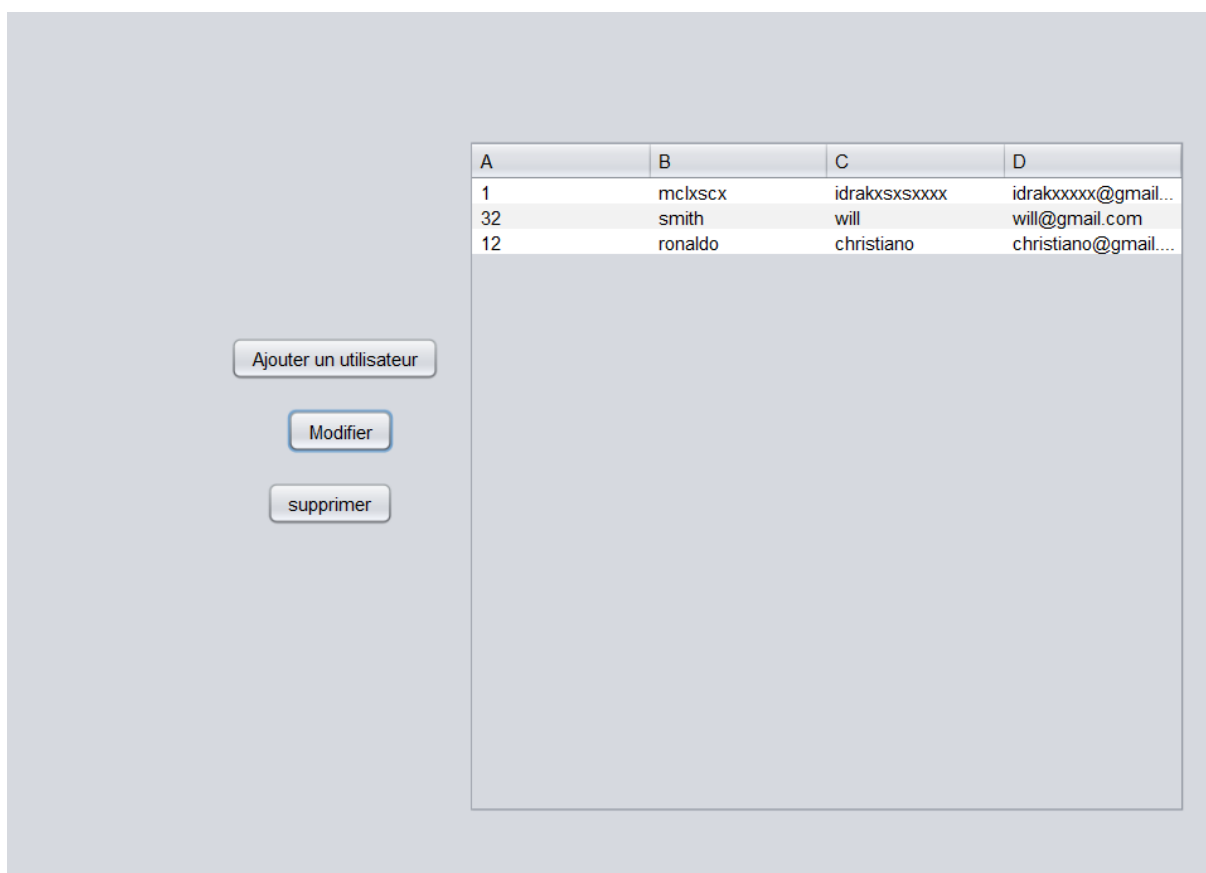 A B C D
1 mclxscx idrakxsxsxxxx idrakxxxxx@gmail...
32 smith will will@gmail.com
12 ronaldo christiano christiano@gmail....
Ajouter un utilisateur
Modifier
supprimer